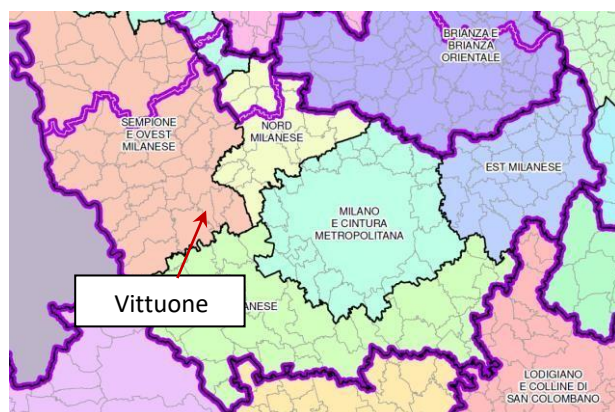 BRIANZA E
BRIANZA
ORIENTALE
SEMPIONE
E OVEST
MILANESE
NORD
MILANESE
EST MILANESE
MILANO
E CINTURA
METROPOLITANA
Vittuone
ANESE
LODIGIANO
E COLLINE DI
SAN COLOMBANO